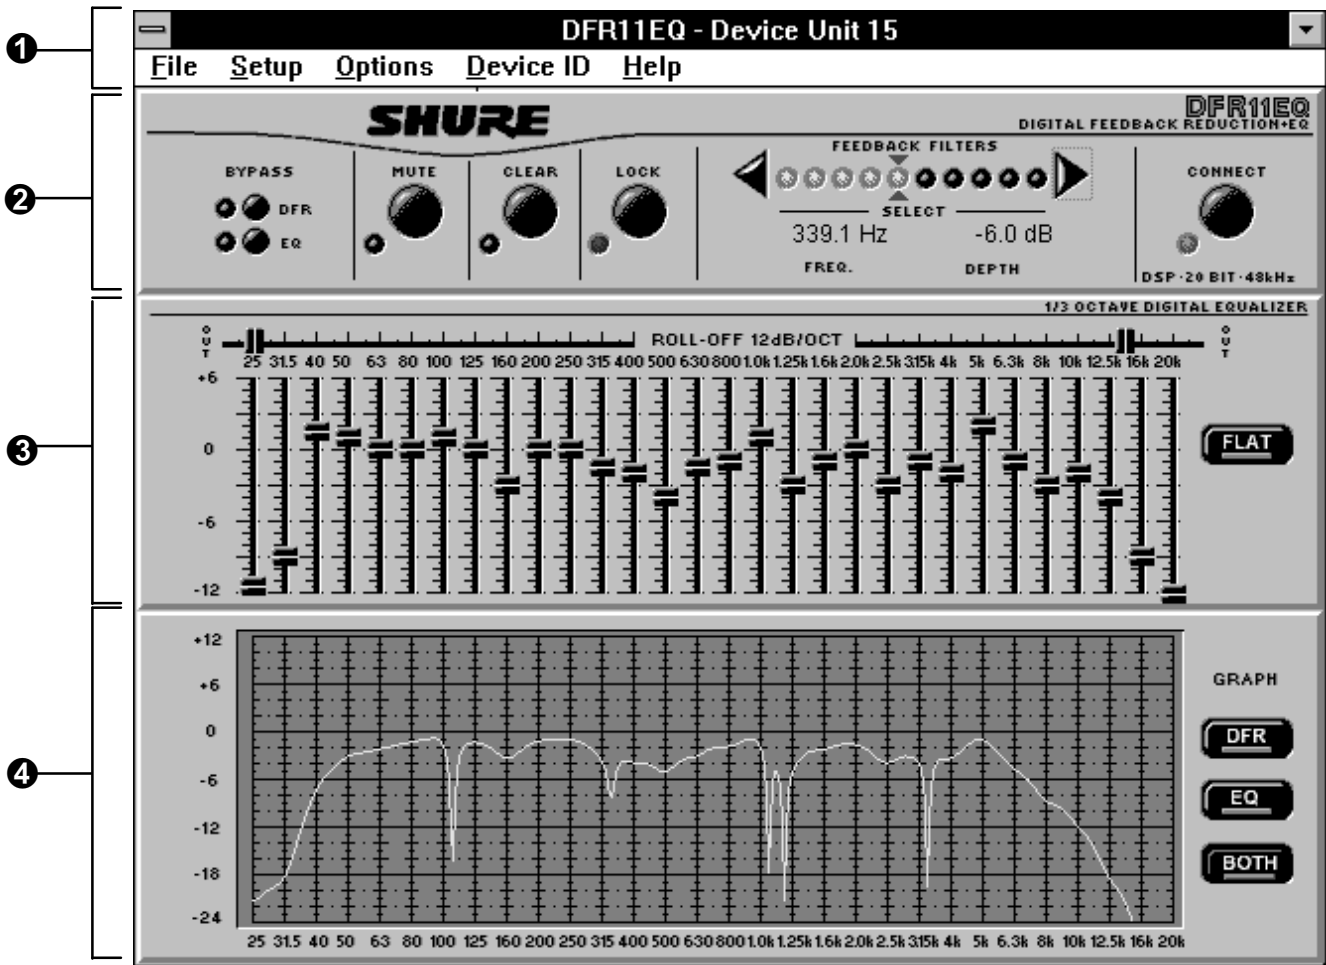 ❶
DFR11EQ - Device Unit 15
File Setup Options Device ID Help
❷
SHURE
DFR11EQ
DIGITAL FEEDBACK REDUCTION+EQ
FEEDBACK FILTERS
BYPASS MUTE CLEAR LOCK CONNECT
DFR
EQ
SELECT
339.1 Hz -6.0 dB
FREQ. DEPTH
DSP·20 BIT·48kHz
❸
1/3 OCTAVE DIGITAL EQUALIZER
OUT ROLL-OFF 12dB/OCT OUT
25 31.5 40 50 63 80 100 125 160 200 250 315 400 500 630 800 1.0k 1.25k 1.6k 2.0k 2.5k 3.15k 4k 5k 6.3k 8k 10k 12.5k 16k 20k
+6
0
-6
-12
FLAT
❹
+12
+6
0
-6
-12
-18
-24
GRAPH
DFR
EQ
BOTH
25 31.5 40 50 63 80 100 125 160 200 250 315 400 500 630 800 1.0k 1.25k 1.6k 2.0k 2.5k 3.15k 4k 5k 6.3k 8k 10k 12.5k 16k 20k